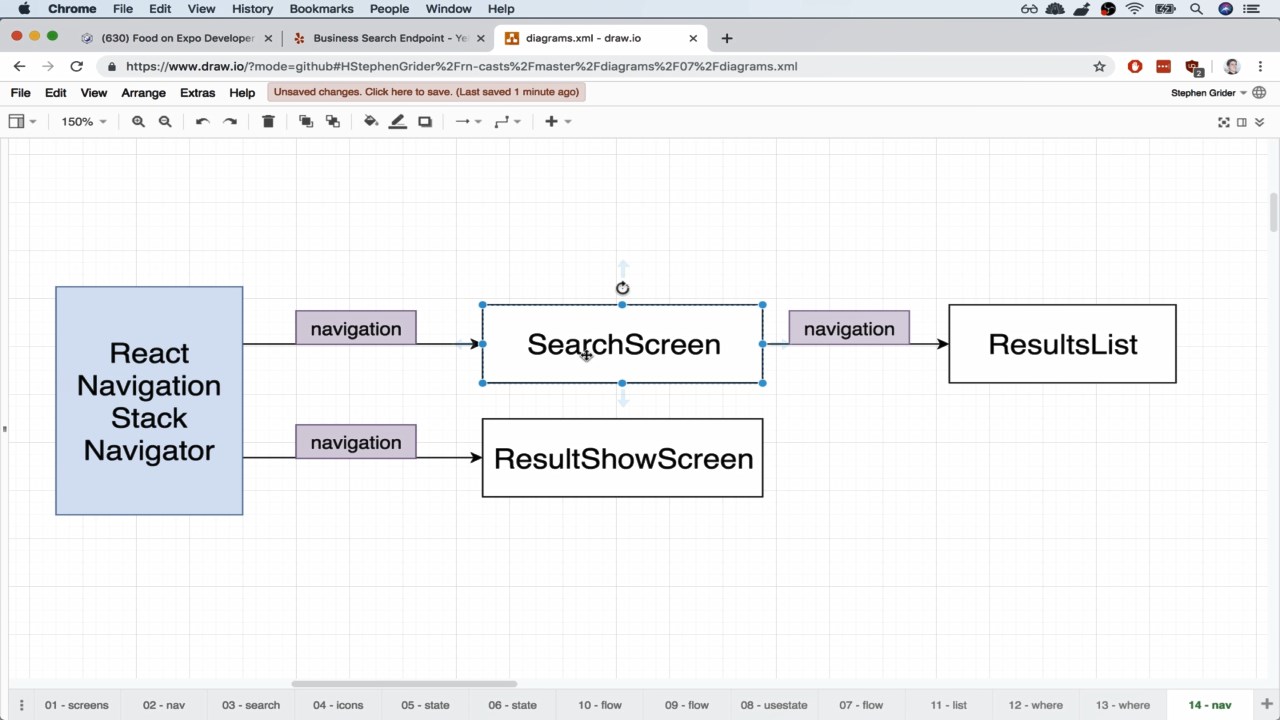 Chrome File Edit View History Bookmarks People Window Help
(630) Food on Expo Developer
Business Search Endpoint - Ye
diagrams.xml - draw.io
https://www.draw.io/?mode=github#HStephenGrider%2Frn-casts%2Fmaster%2Fdiagrams%2F07%2Fdiagrams.xml
2
File Edit View Arrange Extras Help
Unsaved changes. Click here to save. (Last saved 1 minute ago)
Stephen Grider
150%
React
Navigation
Stack
Navigator
navigation
SearchScreen
navigation
ResultsList
navigation
ResultShowScreen
01 - screens
02 - nav
03 - search
04 - icons
05 - state
06 - state
10 - flow
09 - flow
08 - usestate
07 - flow
11 - list
12 - where
13 - where
14 - nav